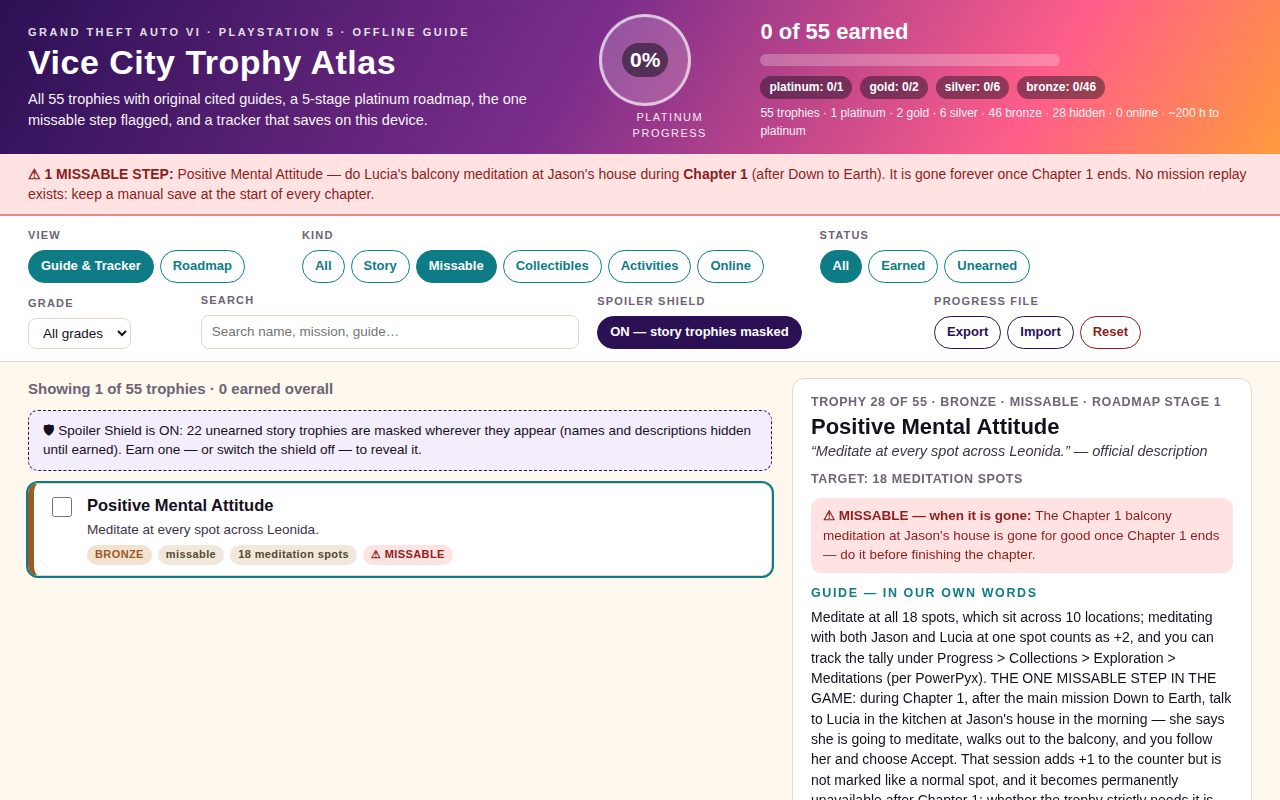 GRAND THEFT AUTO VI · PLAYSTATION 5 · OFFLINE GUIDE
Vice City Trophy Atlas
All 55 trophies with original cited guides, a 5-stage platinum roadmap, the one
missable step flagged, and a tracker that saves on this device.
0%
PLATINUM
PROGRESS
0 of 55 earned
platinum: 0/1 gold: 0/2 silver: 0/6 bronze: 0/46
55 trophies · 1 platinum · 2 gold · 6 silver · 46 bronze · 28 hidden · 0 online · ~200 h to
platinum
⚠ 1 MISSABLE STEP: Positive Mental Attitude — do Lucia's balcony meditation at Jason's house during Chapter 1 (after Down to Earth). It is gone forever once Chapter 1 ends. No mission replay
exists: keep a manual save at the start of every chapter.
VIEW
Guide & Tracker Roadmap
KIND
All Story Missable Collectibles Activities Online
STATUS
All Earned Unearned
GRADE
All grades
SEARCH
Search name, mission, guide…
SPOILER SHIELD
ON — story trophies masked
PROGRESS FILE
Export Import Reset
Showing 1 of 55 trophies · 0 earned overall
Spoiler Shield is ON: 22 unearned story trophies are masked wherever they appear (names and descriptions hidden
until earned). Earn one — or switch the shield off — to reveal it.
Positive Mental Attitude
Meditate at every spot across Leonida.
BRONZE missable 18 meditation spots ⚠ MISSABLE
TROPHY 28 OF 55 · BRONZE · MISSABLE · ROADMAP STAGE 1
Positive Mental Attitude
“Meditate at every spot across Leonida.” — official description
TARGET: 18 MEDITATION SPOTS
⚠ MISSABLE — when it is gone: The Chapter 1 balcony
meditation at Jason's house is gone for good once Chapter 1 ends
— do it before finishing the chapter.
GUIDE — IN OUR OWN WORDS
Meditate at all 18 spots, which sit across 10 locations; meditating
with both Jason and Lucia at one spot counts as +2, and you can
track the tally under Progress > Collections > Exploration >
Meditations (per PowerPyx). THE ONE MISSABLE STEP IN THE
GAME: during Chapter 1, after the main mission Down to Earth, talk
to Lucia in the kitchen at Jason's house in the morning — she says
she is going to meditate, walks out to the balcony, and you follow
her and choose Accept. That session adds +1 to the counter but is
not marked like a normal spot, and it becomes permanently
unavailable after Chapter 1; whether the trophy strictly needs it is